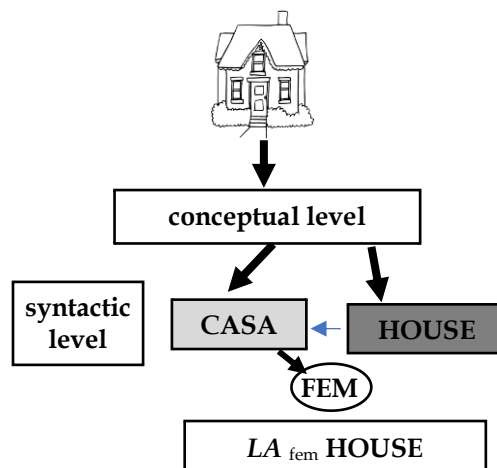 conceptual level
syntactic
level
CASA
HOUSE
FEM
LA fem HOUSE